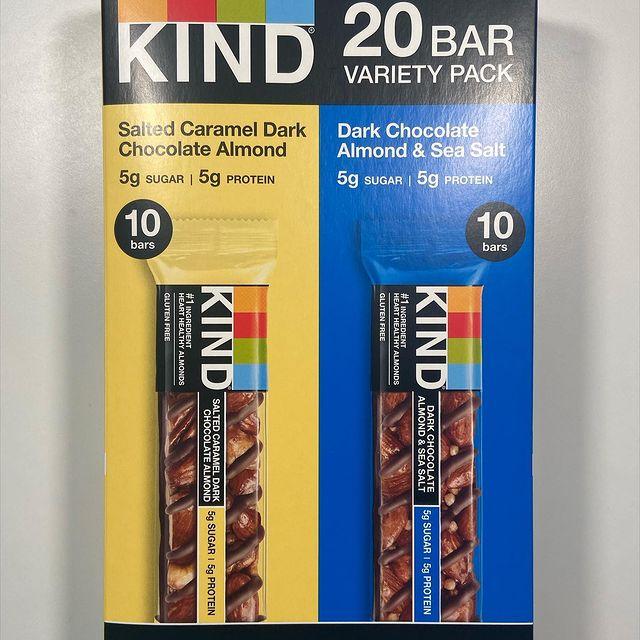 KIND®
20 BAR
VARIETY PACK
Salted Caramel Dark
Chocolate Almond
5g SUGAR | 5g PROTEIN
10
bars
KIND
#1 INGREDIENT
HEART HEALTHY ALMONDS
GLUTEN FREE
SALTED CARAMEL DARK
CHOCOLATE ALMOND
5g SUGAR | 5g PROTEIN
Dark Chocolate
Almond & Sea Salt
5g SUGAR | 5g PROTEIN
10
bars
KIND
#1 INGREDIENT
HEART HEALTHY ALMONDS
GLUTEN FREE
DARK CHOCOLATE
ALMOND & SEA SALT
5g SUGAR | 5g PROTEIN